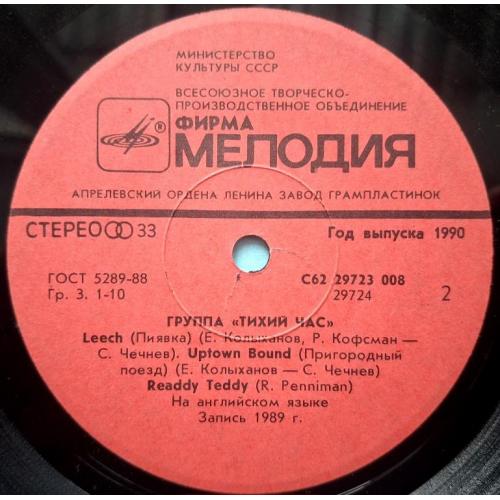 МИНИСТЕРСТВО
КУЛЬТУРЫ СССР
ВСЕСОЮЗНОЕ ТВОРЧЕСКО-
ПРОИЗВОДСТВЕННОЕ ОБЪЕДИНЕНИЕ
®
ФИРМА
МЕЛОДИЯ
АПРЕЛЕВСКИЙ ОРДЕНА ЛЕНИНА ЗАВОД ГРАМПЛАСТИНОК
СТЕРЕО 33
Год выпуска 1990
ГОСТ 5289-88
Гр. 3. 1-10
С62 29723 008
29724
2
ГРУППА «ТИХИЙ ЧАС»
Leech (Пиявка) (Е. Колыханов, Р. Кофсман —
С. Чечнев). Uptown Bound (Пригородный
поезд) (Е. Колыханов — С. Чечнев)
Readdy Teddy (R. Penniman)
На английском языке
Запись 1989 г.